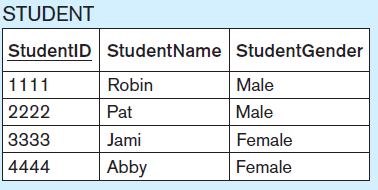 STUDENT
StudentID StudentName StudentGender
1111 Robin Male
2222 Pat Male
3333 Jami Female
4444 Abby Female